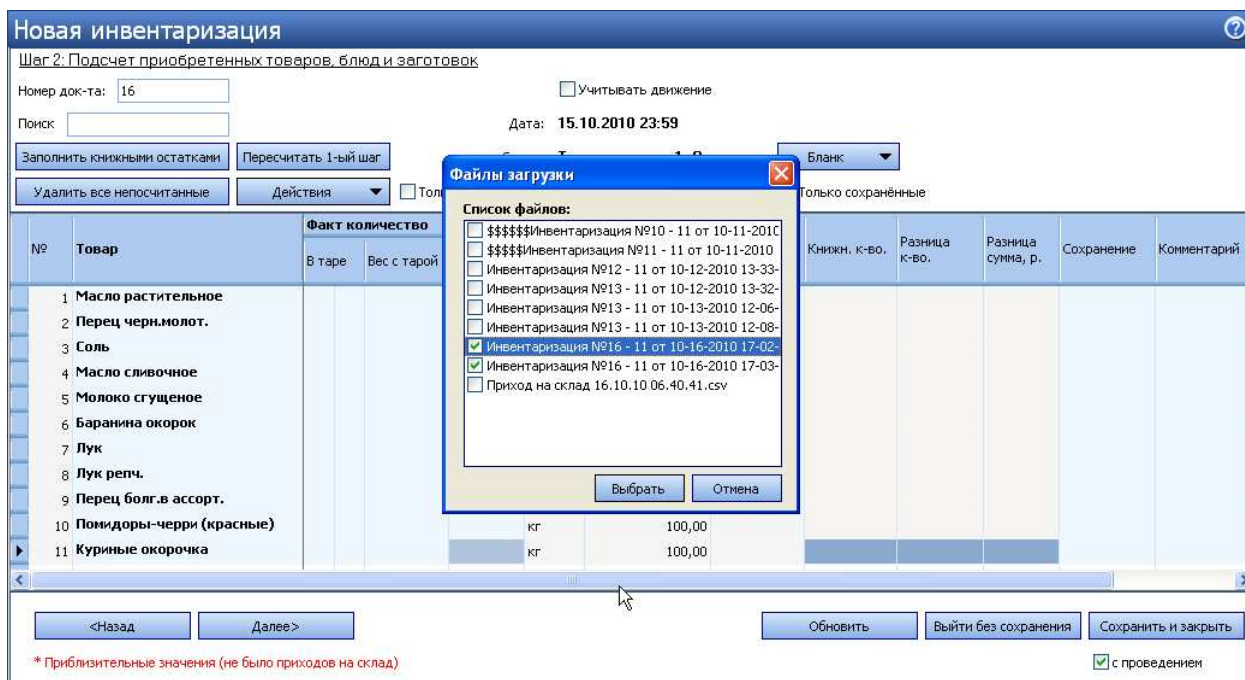 Новая инвентаризация
Шаг 2: Подсчет приобретенных товаров, блюд и заготовок
Номер док-та: 16
Учитывать движение
Поиск
Дата: 15.10.2010 23:59
Заполнить книжными остатками Пересчитать 1-ый шаг Бланк
Удалить все непосчитанные Действия Только сохранённые
Файлы загрузки
Список файлов:
$$$$$$Инвентаризация №10 - 11 от 10-11-2010
$$$$$Инвентаризация №11 - 11 от 10-11-2010
Инвентаризация №12 - 11 от 10-12-2010 13-33-
Инвентаризация №13 - 11 от 10-12-2010 13-32-
Инвентаризация №13 - 11 от 10-13-2010 12-06-
Инвентаризация №13 - 11 от 10-13-2010 12-08-
Инвентаризация №16 - 11 от 10-16-2010 17-02-
Инвентаризация №16 - 11 от 10-16-2010 17-03-
Приход на склад 16.10.10 06.40.41.csv
Выбрать Отмена
№ Товар Факт количество Книжн. к-во. Разница к-во. Разница сумма, р. Сохранение Комментарий
В таре Вес с тарой
1 Масло растительное
2 Перец черн.молот.
3 Соль
4 Масло сливочное
5 Молоко сгущеное
6 Баранина окорок
7 Лук
8 Лук репч.
9 Перец болг.в ассорт.
10 Помидоры-черри (красные) кг 100,00
11 Куриные окорочка кг 100,00
<Назад Далее> Обновить Выйти без сохранения Сохранить и закрыть
* Приблизительные значения (не было приходов на склад) с проведением